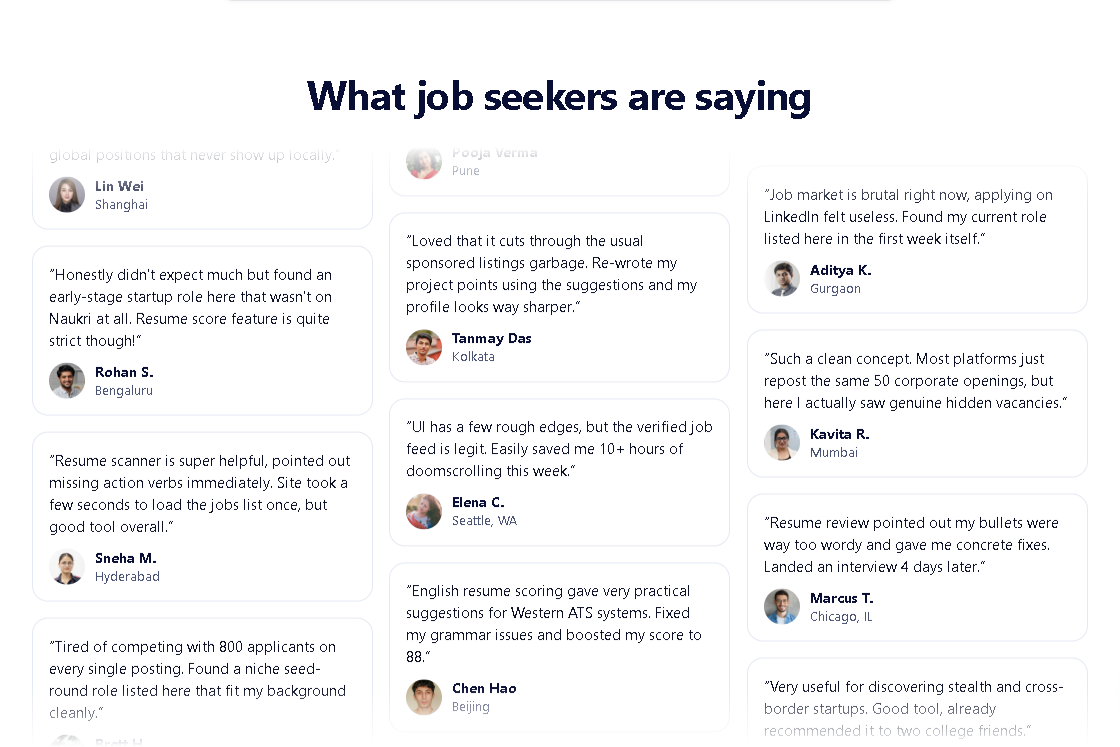 What job seekers are saying
global positions that never show up locally."
Lin Wei
Shanghai
"Honestly didn't expect much but found an
early-stage startup role here that wasn't on
Naukri at all. Resume score feature is quite
strict though!"
Rohan S.
Bengaluru
"Resume scanner is super helpful, pointed out
missing action verbs immediately. Site took a
few seconds to load the jobs list once, but
good tool overall."
Sneha M.
Hyderabad
"Tired of competing with 800 applicants on
every single posting. Found a niche seed-
round role listed here that fit my background
cleanly."
Brett H.
Pooja Verma
Pune
"Loved that it cuts through the usual
sponsored listings garbage. Re-wrote my
project points using the suggestions and my
profile looks way sharper."
Tanmay Das
Kolkata
"UI has a few rough edges, but the verified job
feed is legit. Easily saved me 10+ hours of
doomscrolling this week."
Elena C.
Seattle, WA
"English resume scoring gave very practical
suggestions for Western ATS systems. Fixed
my grammar issues and boosted my score to
88."
Chen Hao
Beijing
"Job market is brutal right now, applying on
LinkedIn felt useless. Found my current role
listed here in the first week itself."
Aditya K.
Gurgaon
"Such a clean concept. Most platforms just
repost the same 50 corporate openings, but
here I actually saw genuine hidden vacancies."
Kavita R.
Mumbai
"Resume review pointed out my bullets were
way too wordy and gave me concrete fixes.
Landed an interview 4 days later."
Marcus T.
Chicago, IL
"Very useful for discovering stealth and cross-
border startups. Good tool, already
recommended it to two college friends."